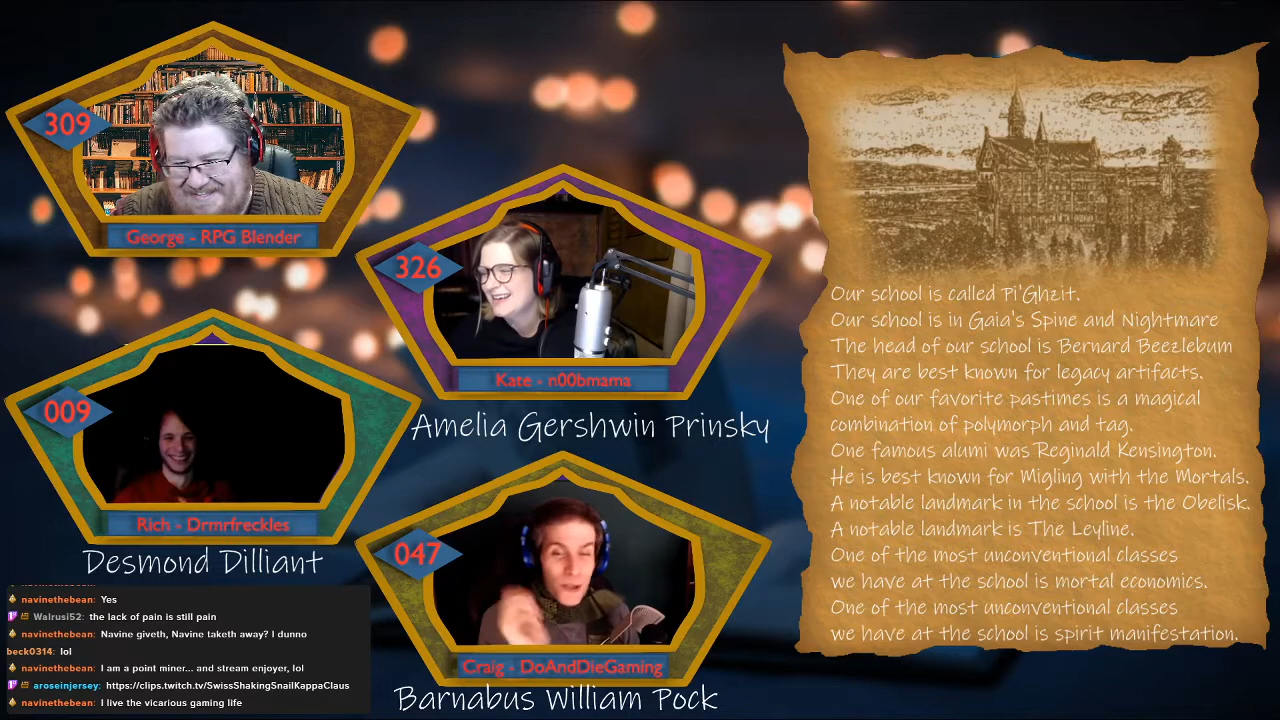 309
George - RPG Blender
326
Kate - n00bmama
Amelia Gershwin Prinsky
009
Rich - Drmrfreckles
Desmond Dilliant
047
Craig - DoAndDieGaming
Barnabus William Pock
navinethebean: Yes
Walrusi52: the lack of pain is still pain
navinethebean: Navine giveth, Navine taketh away? I dunno
beck0314: lol
navinethebean: I am a point miner... and stream enjoyer, lol
aroseinjersey: https://clips.twitch.tv/SwissShakingSnailKappaClaus
navinethebean: I live the vicarious gaming life
Our school is called Pi'Ghzit.
Our school is in Gaia's Spine and Nightmare
The head of our school is Bernard Beezlebum
They are best known for legacy artifacts.
One of our favorite pastimes is a magical
combination of polymorph and tag.
One famous alumi was Reginald Kensington.
He is best known for Migling with the Mortals.
A notable landmark in the school is the Obelisk.
A notable landmark is The Leyline.
One of the most unconventional classes
we have at the school is mortal economics.
One of the most unconventional classes
we have at the school is spirit manifestation.